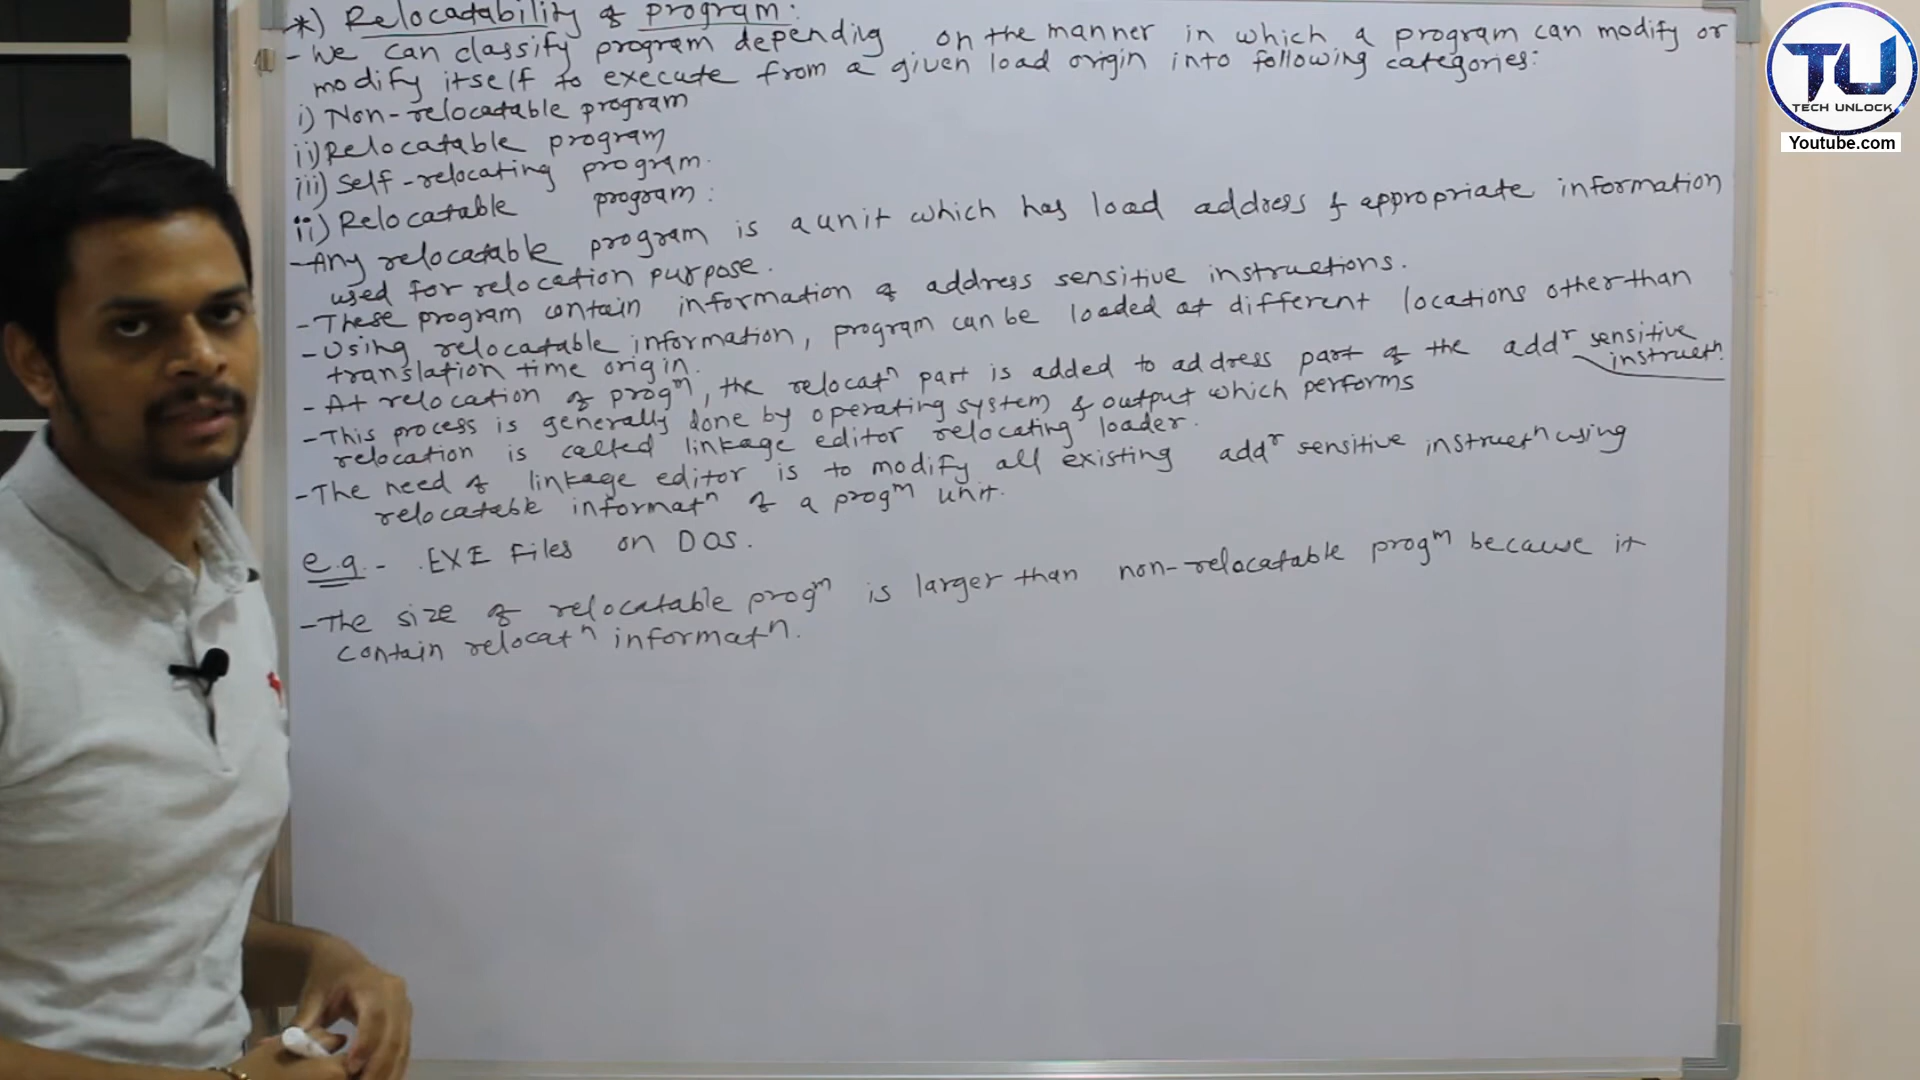 *) Relocatability of program:
- We can classify program dependig on the manner in which a program can modify or
modify itself to execute from a given load origin into following categories:
i) Non-relocatable program
ii) Relocatable program
iii) Self-relocating program.
ii) Relocatable program:
- Any relocatable program is a unit which has load address & appropriate information
used for relocation purpose.
- These program contain information of address sensitive instructions.
- Using relocatable information, program can be loaded at different locations other than
translation time origin.
- At relocation of progᵐ, the relocatⁿ part is added to address part of the addʳ sensitive
instructⁿ
- This process is generally done by operating system & output which performs
relocation is called linkage editor relocating loader.
- The need of linkage editor is to modify all existing addʳ sensitive instructⁿ using
relocatable informatⁿ of a progᵐ unit.
e.g. - .EXE Files on DOS.
- The size of relocatable progᵐ is larger than non-relocatable progᵐ because it
contain relocatⁿ informatⁿ.
TU
TECH UNLOCK
Youtube.com